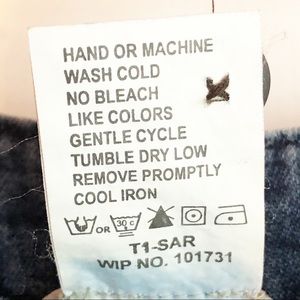 HAND OR MACHINE
WASH COLD
NO BLEACH
LIKE COLORS
GENTLE CYCLE
TUMBLE DRY LOW
REMOVE PROMPTLY
COOL IRON
OR 30c
T1-SAR
WIP NO. 101731